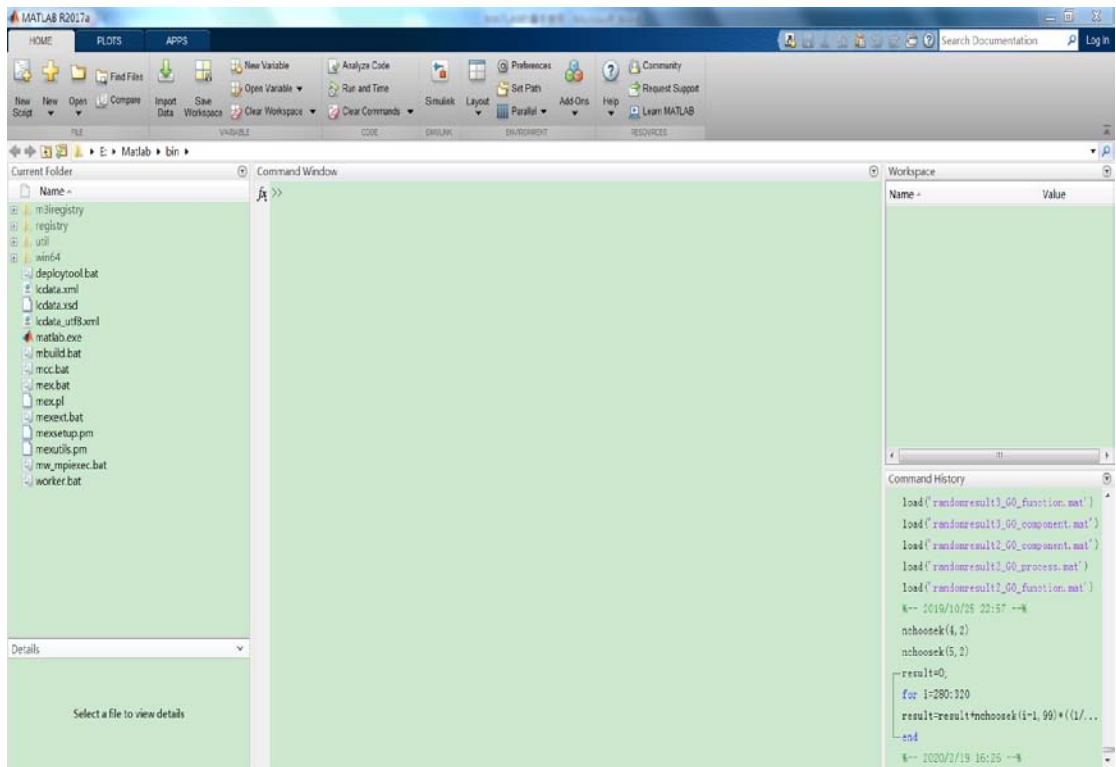 MATLAB R2017a
HOME PLOTS APPS
Search Documentation Log In
New Script
New
Open
Find Files
Compare
Import Data
Save Workspace
New Variable
Open Variable
Clear Workspace
Analyze Code
Run and Time
Clear Commands
Simulink
Layout
Preferences
Set Path
Parallel
Add-Ons
Help
Community
Request Support
Learn MATLAB
FILE VARIABLE CODE SIMULINK ENVIRONMENT RESOURCES
E: Matlab bin
Current Folder
Name
m3iregistry
registry
util
win64
deploytool.bat
lcdata.xml
lcdata.xsd
lcdata_utf8.xml
matlab.exe
mbuild.bat
mcc.bat
mex.bat
mex.pl
mexext.bat
mexsetup.pm
mexutils.pm
mw_mpiexec.bat
worker.bat
Details
Select a file to view details
Command Window
fx >>
Workspace
Name Value
Command History
load('randomresult3_GO_function.mat')
load('randomresult3_GO_component.mat')
load('randomresult2_GO_component.mat')
load('randomresult2_GO_process.mat')
load('randomresult2_GO_function.mat')
%-- 2019/10/25 22:57 --%
nchoosek(4,2)
nchoosek(5,2)
result=0;
for i=280:320
result=result+nchoosek(i-1,99)*((1/...
end
%-- 2020/2/19 16:26 --%